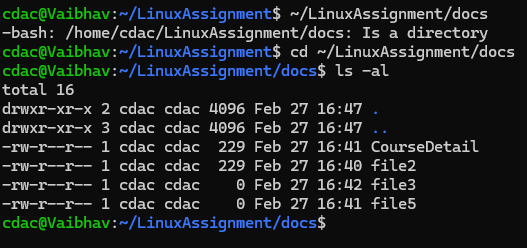 cdac@Vaibhav:~/LinuxAssignment$ ~/LinuxAssignment/docs
-bash: /home/cdac/LinuxAssignment/docs: Is a directory
cdac@Vaibhav:~/LinuxAssignment$ cd ~/LinuxAssignment/docs
cdac@Vaibhav:~/LinuxAssignment/docs$ ls -al
total 16
drwxr-xr-x 2 cdac cdac 4096 Feb 27 16:47 .
drwxr-xr-x 3 cdac cdac 4096 Feb 27 16:47 ..
-rw-r--r-- 1 cdac cdac  229 Feb 27 16:41 CourseDetail
-rw-r--r-- 1 cdac cdac  229 Feb 27 16:40 file2
-rw-r--r-- 1 cdac cdac    0 Feb 27 16:42 file3
-rw-r--r-- 1 cdac cdac    0 Feb 27 16:41 file5
cdac@Vaibhav:~/LinuxAssignment/docs$